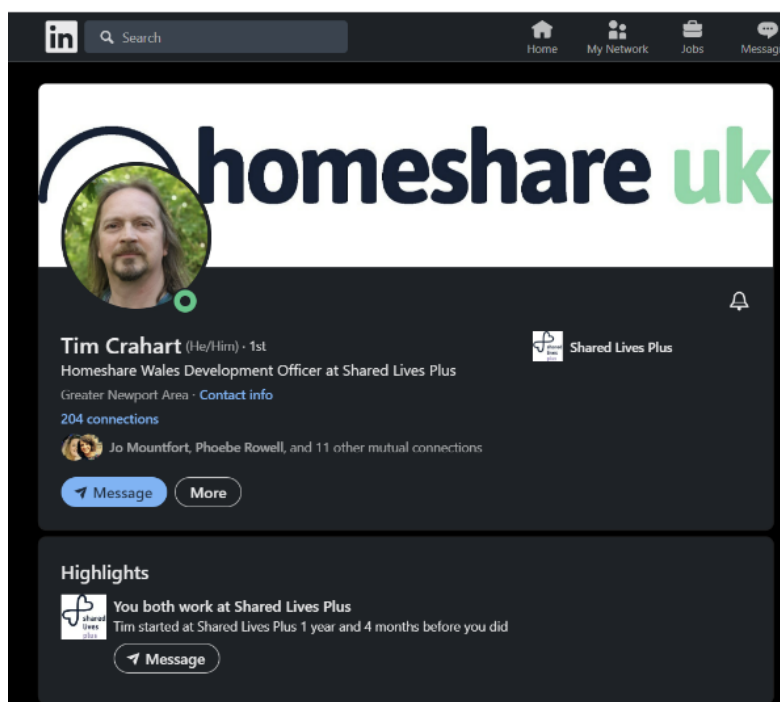 in Search Home My Network Jobs Messag
homeshare uk
Tim Crahart (He/Him) · 1st
Shared Lives Plus
Homeshare Wales Development Officer at Shared Lives Plus
Greater Newport Area · Contact info
204 connections
Jo Mountfort, Phoebe Rowell, and 11 other mutual connections
Message More
Highlights
shared lives plus
You both work at Shared Lives Plus
Tim started at Shared Lives Plus 1 year and 4 months before you did
Message